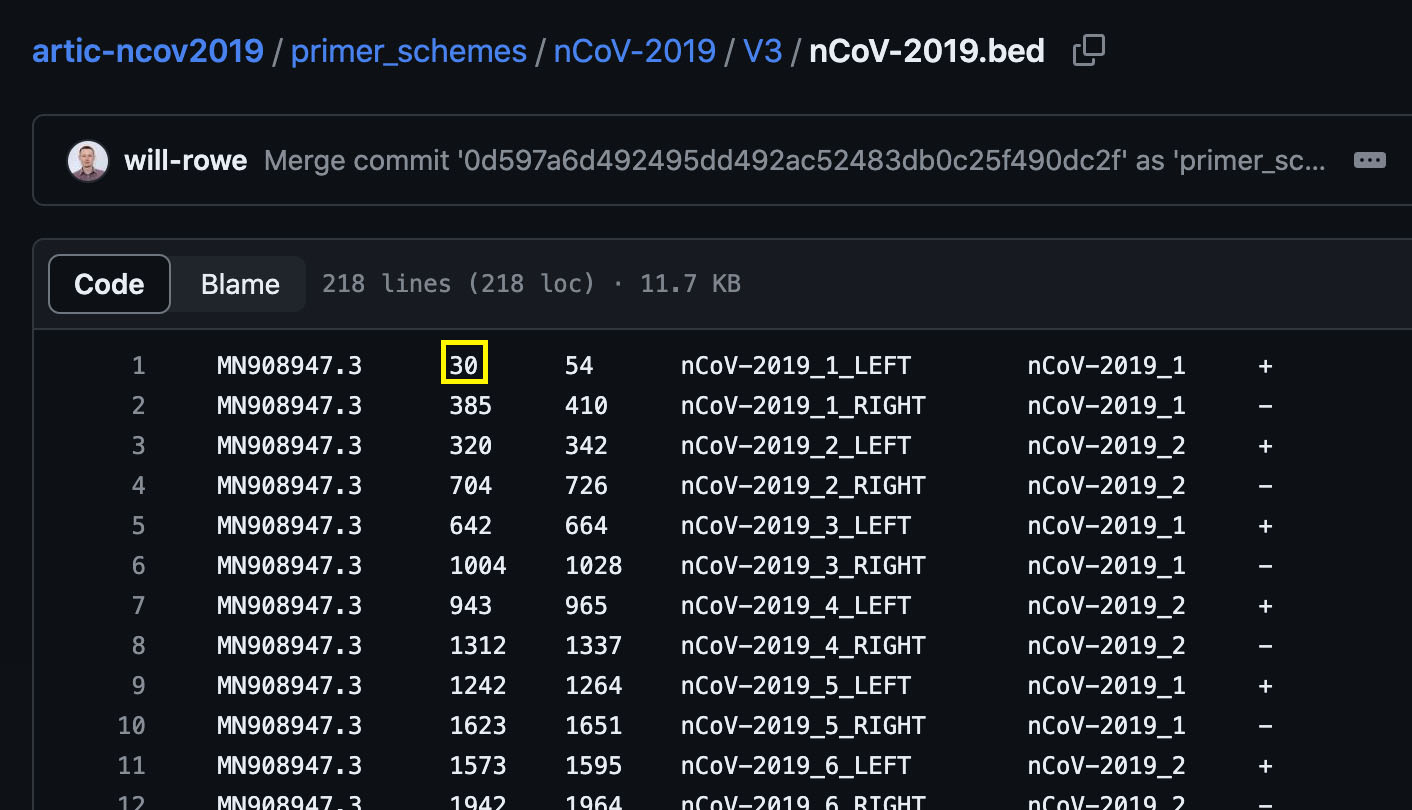 artic-ncov2019 / primer_schemes / nCoV-2019 / V3 / nCoV-2019.bed
will-rowe Merge commit '0d597a6d492495dd492ac52483db0c25f490dc2f' as 'primer_sc...
Code Blame 218 lines (218 loc) · 11.7 KB
1 MN908947.3 30 54 nCoV-2019_1_LEFT nCoV-2019_1 +
2 MN908947.3 385 410 nCoV-2019_1_RIGHT nCoV-2019_1 -
3 MN908947.3 320 342 nCoV-2019_2_LEFT nCoV-2019_2 +
4 MN908947.3 704 726 nCoV-2019_2_RIGHT nCoV-2019_2 -
5 MN908947.3 642 664 nCoV-2019_3_LEFT nCoV-2019_1 +
6 MN908947.3 1004 1028 nCoV-2019_3_RIGHT nCoV-2019_1 -
7 MN908947.3 943 965 nCoV-2019_4_LEFT nCoV-2019_2 +
8 MN908947.3 1312 1337 nCoV-2019_4_RIGHT nCoV-2019_2 -
9 MN908947.3 1242 1264 nCoV-2019_5_LEFT nCoV-2019_1 +
10 MN908947.3 1623 1651 nCoV-2019_5_RIGHT nCoV-2019_1 -
11 MN908947.3 1573 1595 nCoV-2019_6_LEFT nCoV-2019_2 +
12 MN908947.3 1942 1964 nCoV-2019_6_RIGHT nCoV-2019_2 -